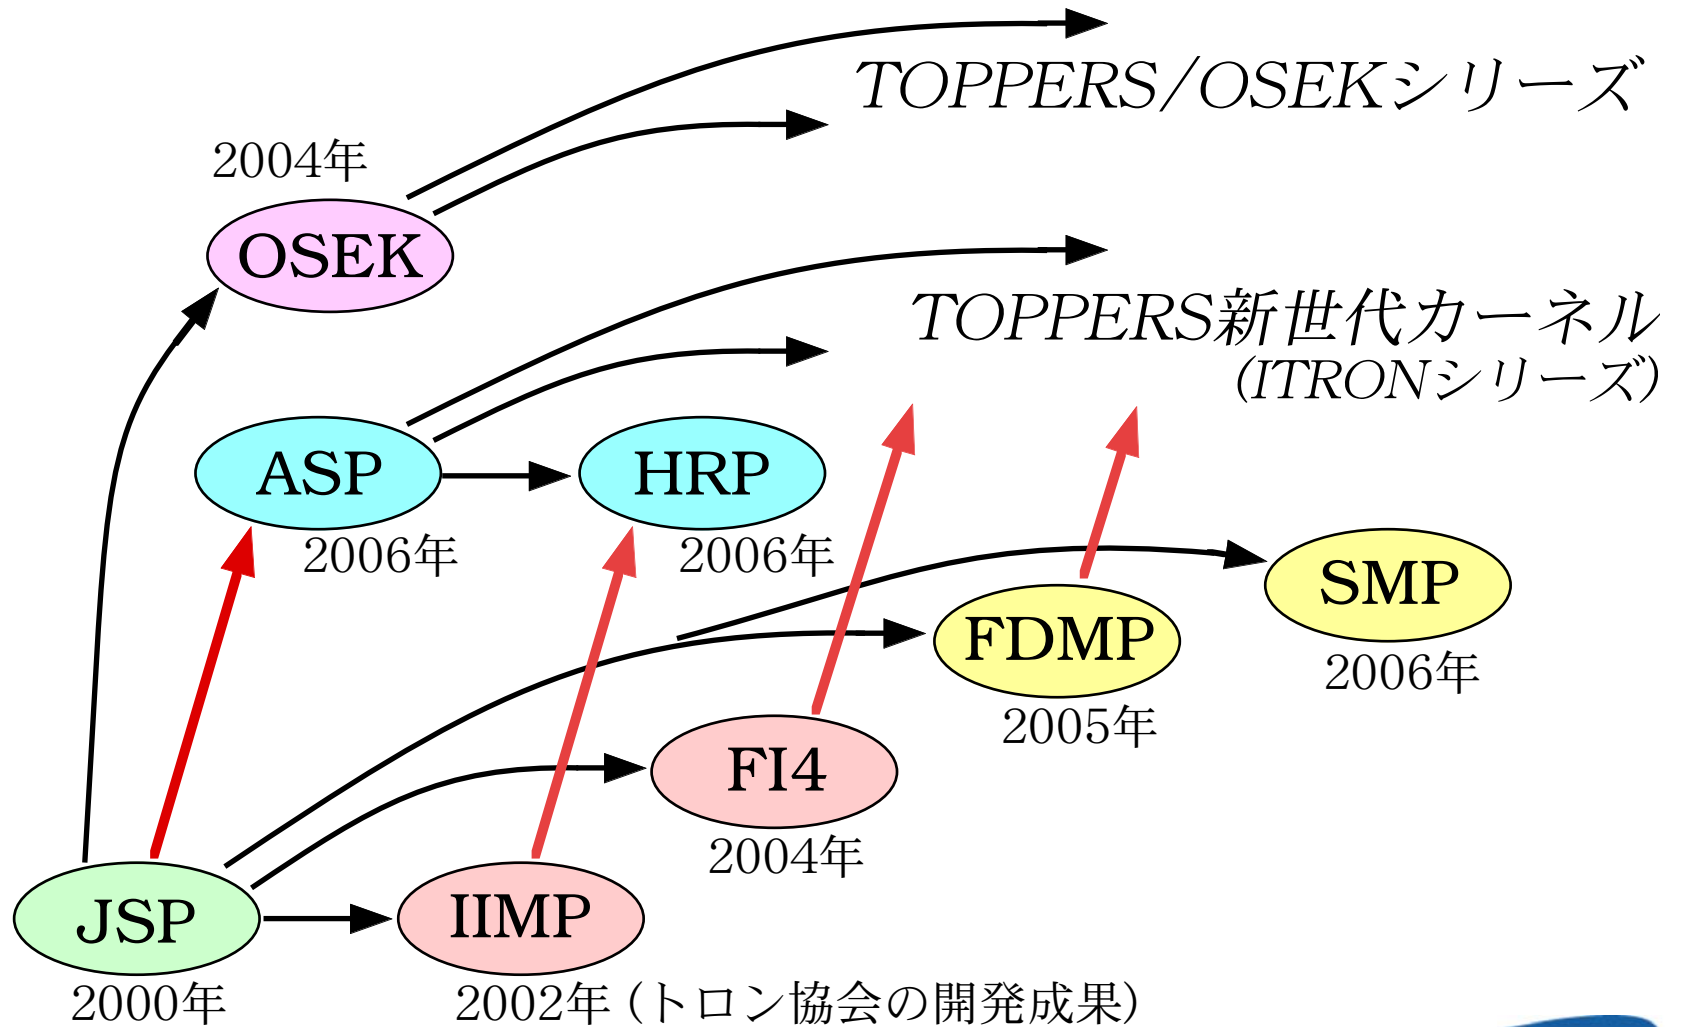 TOPPERS/OSEKシリーズ
2004年
OSEK
TOPPERS新世代カーネル
(ITRONシリーズ)
ASP
HRP
2006年
2006年
SMP
FDMP
2006年
2005年
FI4
2004年
JSP
IIMP
2000年
2002年 (トロン協会の開発成果)